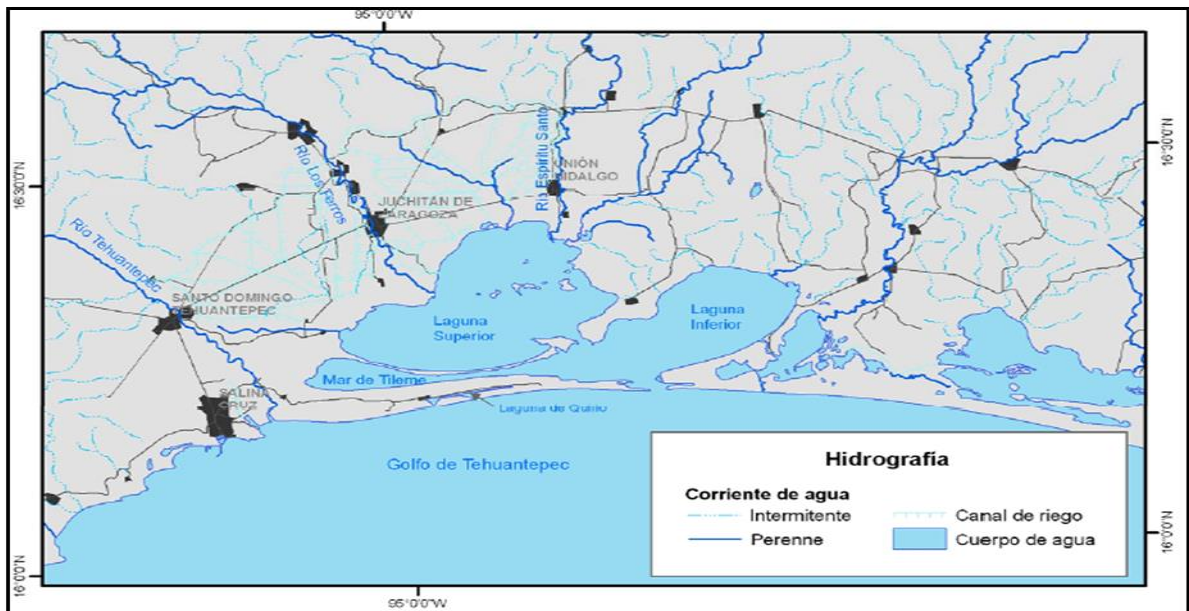 95°0'0"W
16°30'0"N
16°30'0"N
Río Espíritu Santo
UNIÓN
HIDALGO
Río Los Perros
JUCHITÁN DE
ZARAGOZA
Río Tehuantepec
SANTO DOMINGO
TEHUANTEPEC
Laguna
Superior
Laguna
Inferior
Mar de Tileme
SALINA
CRUZ
Laguna de Quirio
Golfo de Tehuantepec
Hidrografía
Corriente de agua
Intermitente
Canal de riego
Perenne
Cuerpo de agua
16°0'0"N
16°0'0"N
95°0'0"W